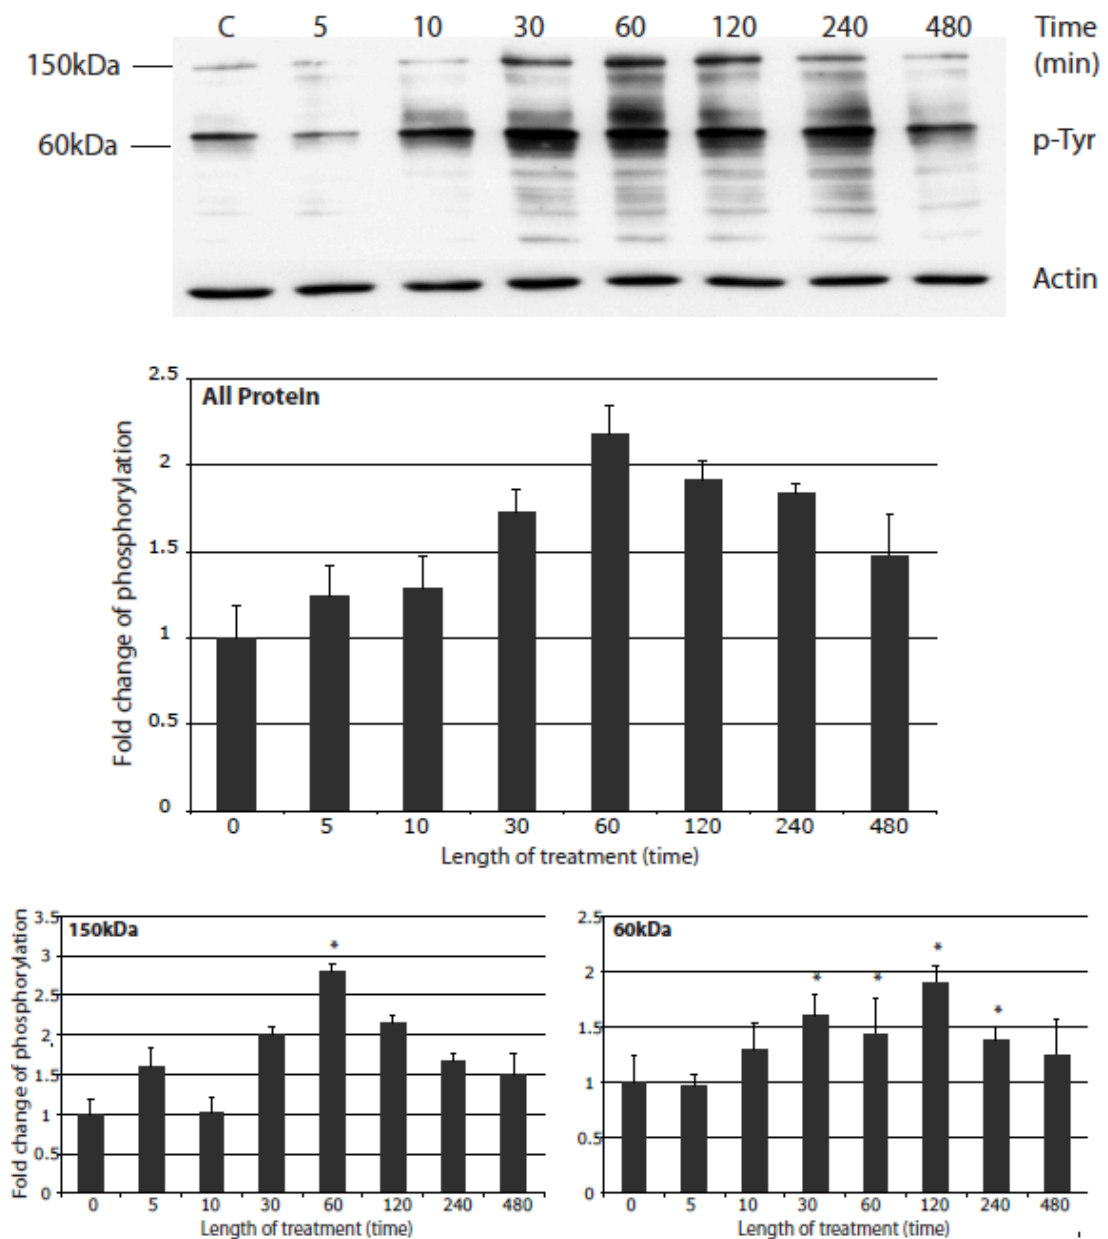 C 5 10 30 60 120 240 480 Time
(min)
150kDa
60kDa
p-Tyr
Actin
All Protein
Fold change of phosphorylation
2.5
2
1.5
1
0.5
0
0 5 10 30 60 120 240 480
Length of treatment (time)
150kDa
Fold change of phosphorylation
3.5
3
2.5
2
1.5
1
0.5
0
*
0 5 10 30 60 120 240 480
Length of treatment (time)
60kDa
2.5
2
1.5
1
0.5
0
* * * *
0 5 10 30 60 120 240 480
Length of treatment (time)